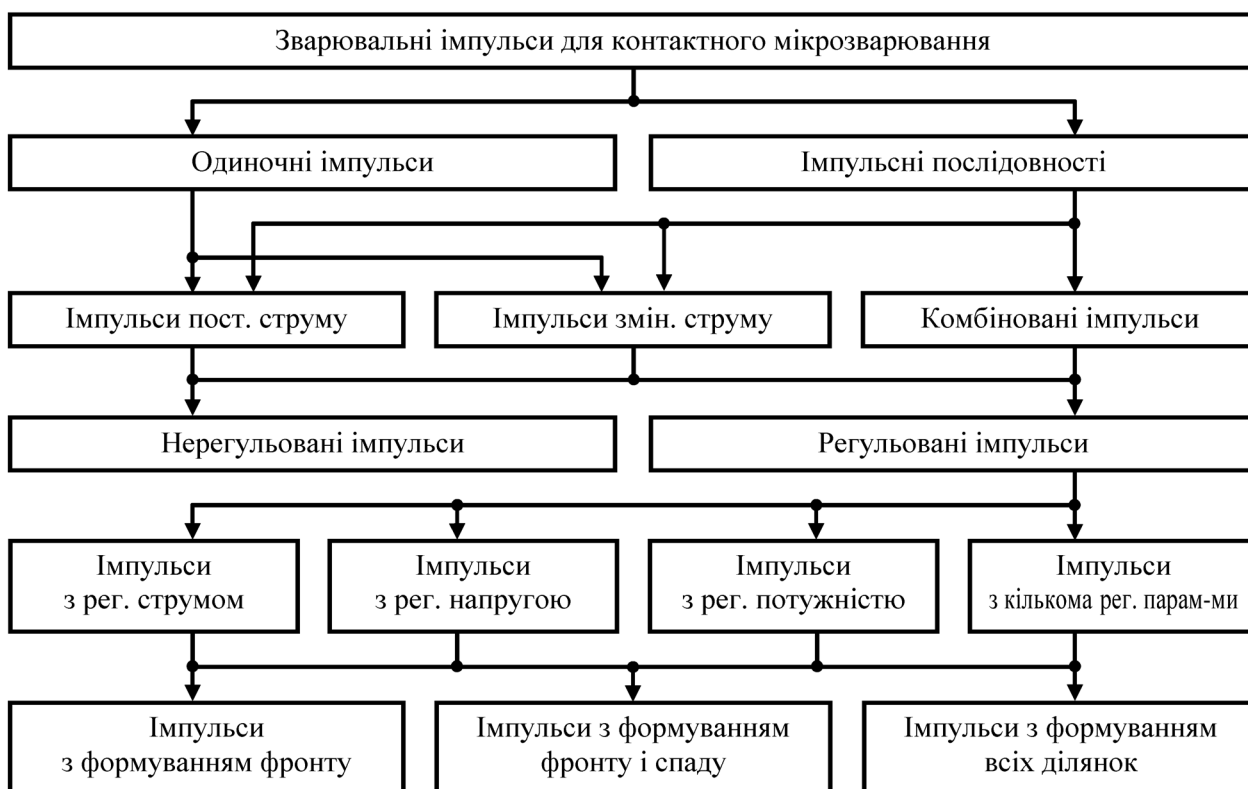 Зварювальні імпульси для контактного мікрозварювання
Одиночні імпульси
Імпульсні послідовності
Імпульси пост. струму
Імпульси змін. струму
Комбіновані імпульси
Нерегульовані імпульси
Регульовані імпульси
Імпульси
з рег. струмом
Імпульси
з рег. напругою
Імпульси
з рег. потужністю
Імпульси
з кількома рег. парам-ми
Імпульси
з формуванням фронту
Імпульси з формуванням
фронту і спаду
Імпульси з формуванням
всіх ділянок